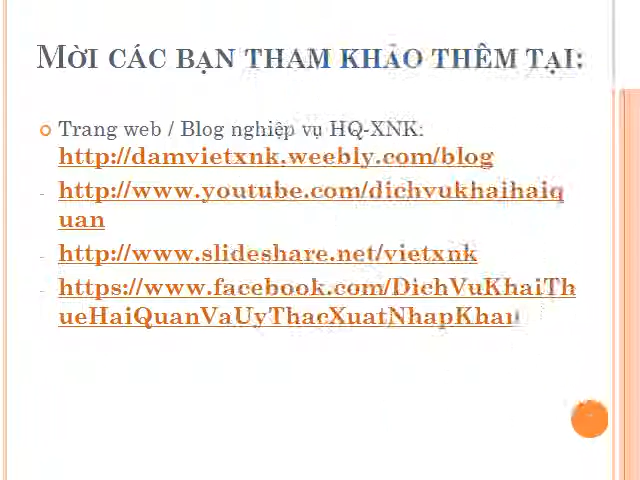 MỜI CÁC BẠN THAM KHẢO THÊM TẠI:
Trang web / Blog nghiệp vụ HQ-XNK:
http://damvietxnk.weebly.com/blog
- http://www.youtube.com/dichvukhaihaiq
uan
- http://www.slideshare.net/vietxnk
- https://www.facebook.com/DichVuKhaiTh
ueHaiQuanVaUyThacXuatNhapKhau